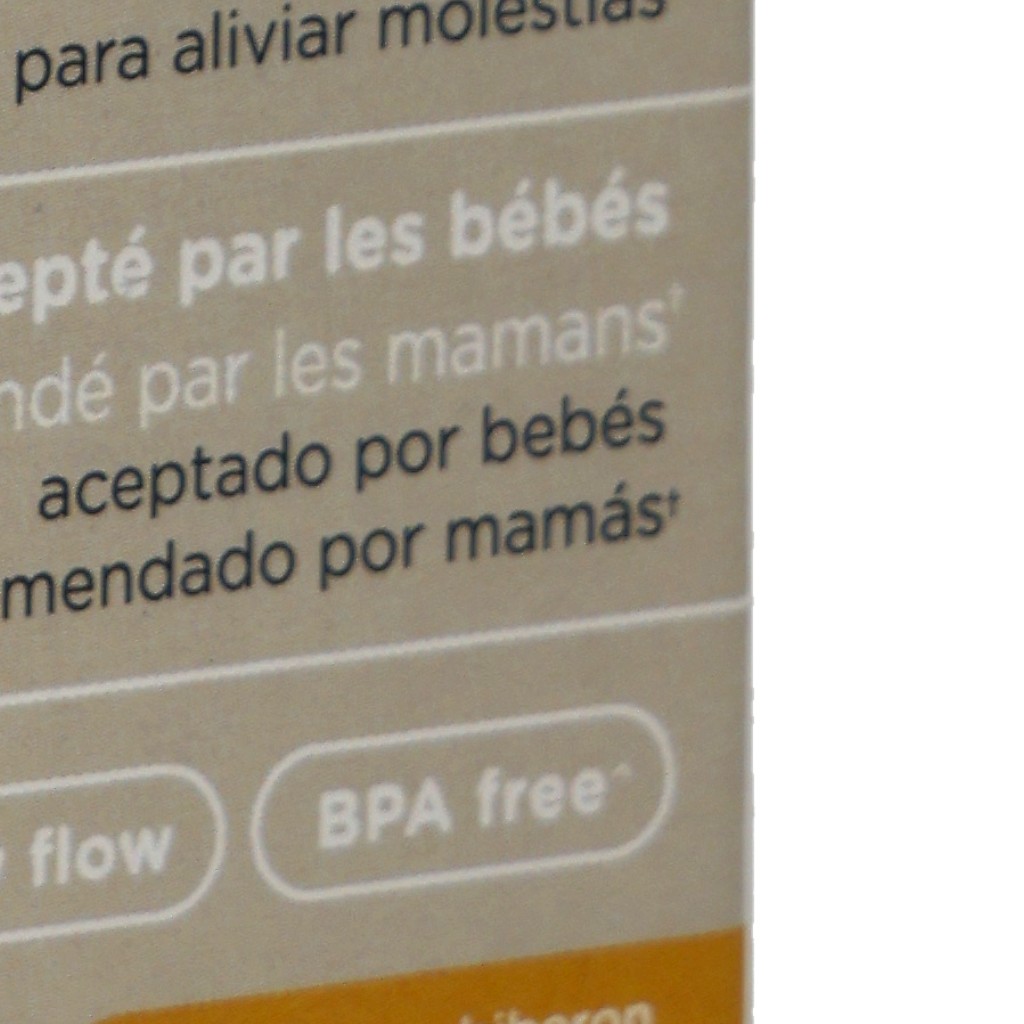 para aliviar molestias
epté par les bébés
ndé par les mamans†
aceptado por bebés
mendado por mamás†
flow
BPA free^